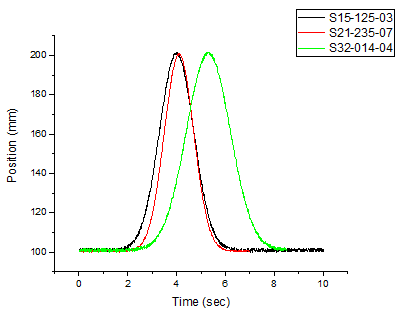 S15-125-03
S21-235-07
S32-014-04
200
180
160
140
120
100
Position (mm)
0 2 4 6 8 10
Time (sec)